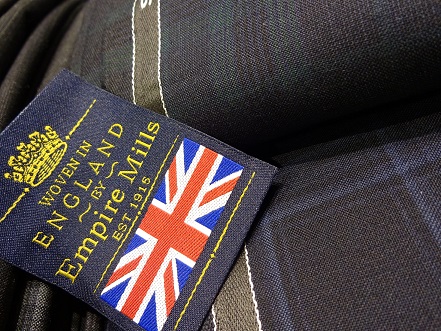 WOVEN IN
ENGLAND
BY
Empire Mills
EST. 1915
S